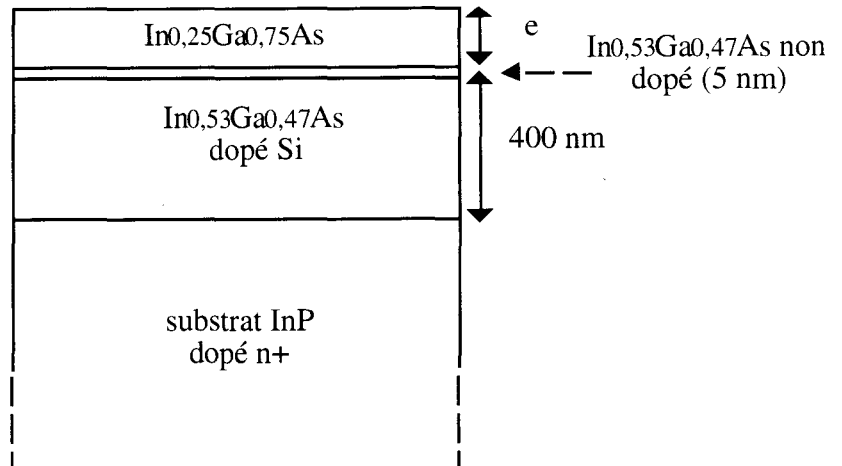 In0,25Ga0,75As
e
In0,53Ga0,47As non
dopé (5 nm)
In0,53Ga0,47As
dopé Si
400 nm
substrat InP
dopé n+